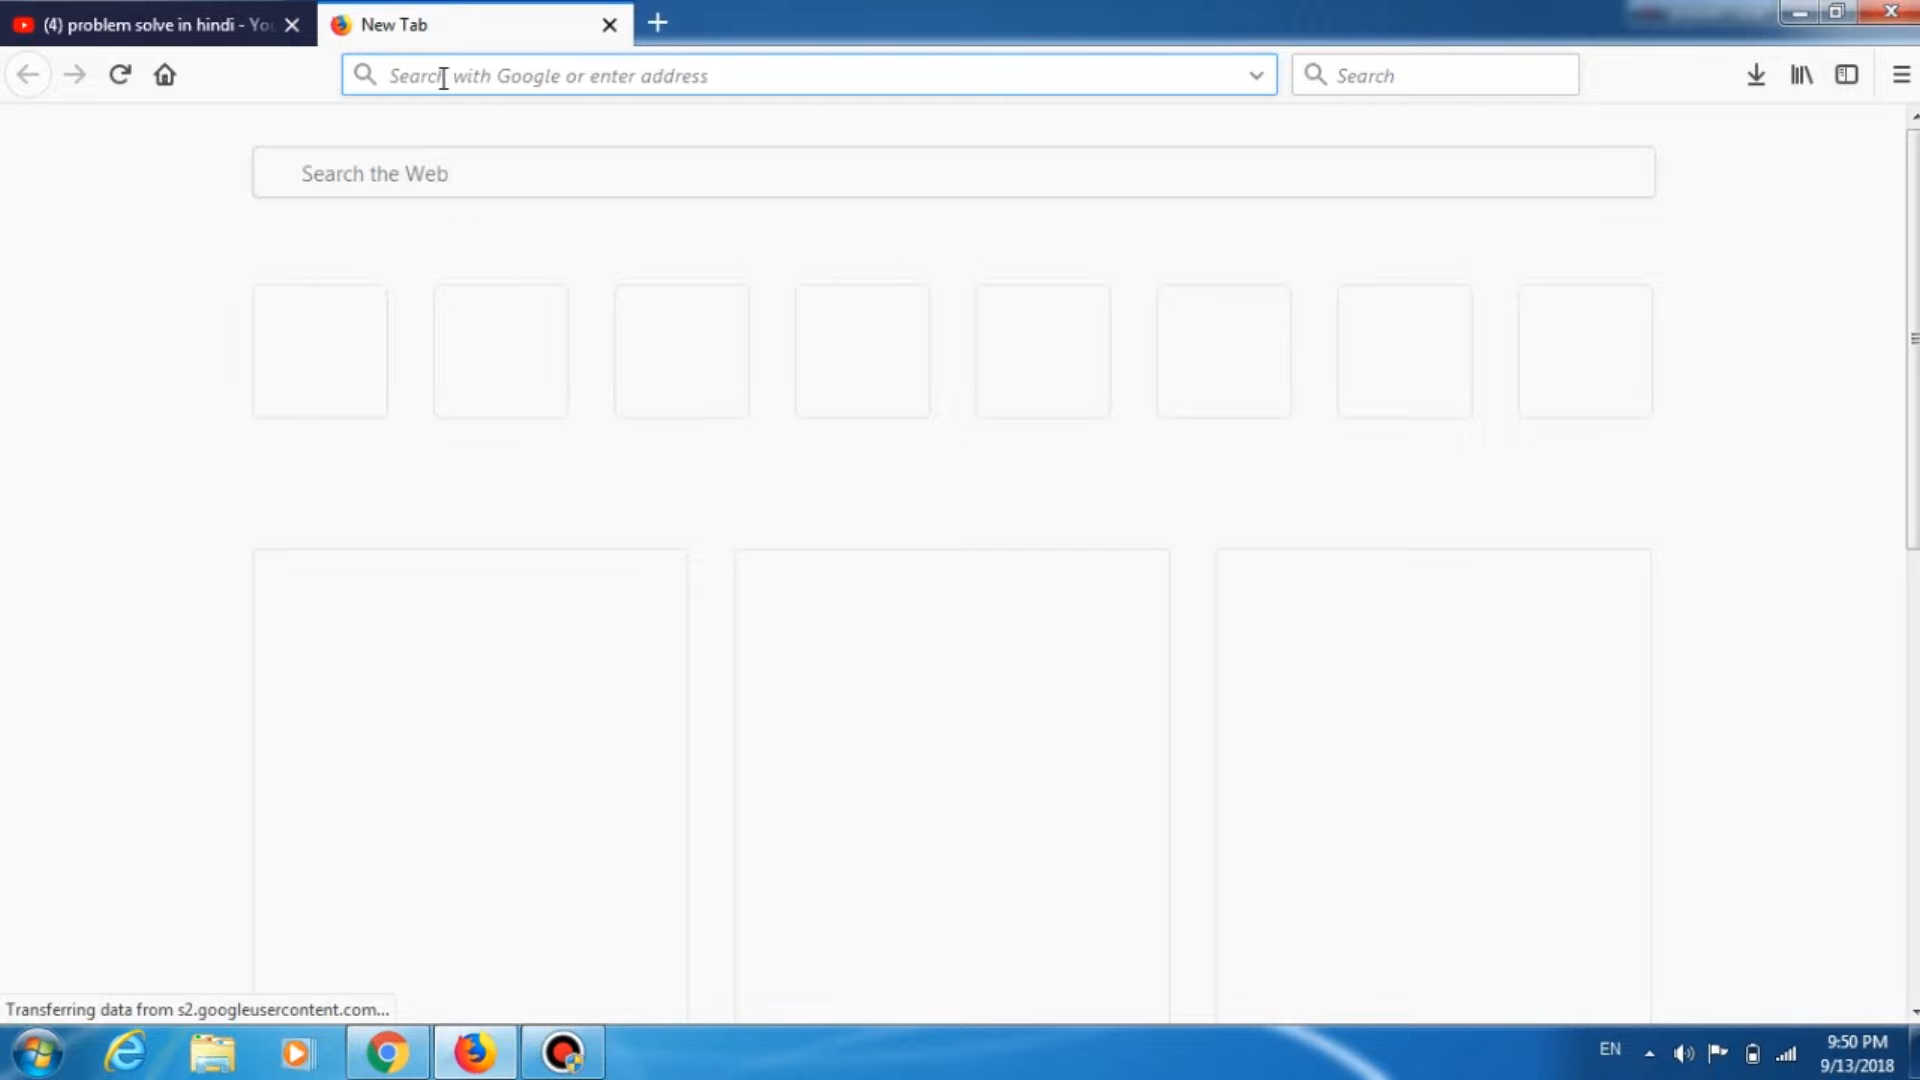 (4) problem solve in hindi - You
New Tab
Search with Google or enter address
Search
Search the Web
Transferring data from s2.googleusercontent.com...
EN
9:50 PM
9/13/2018